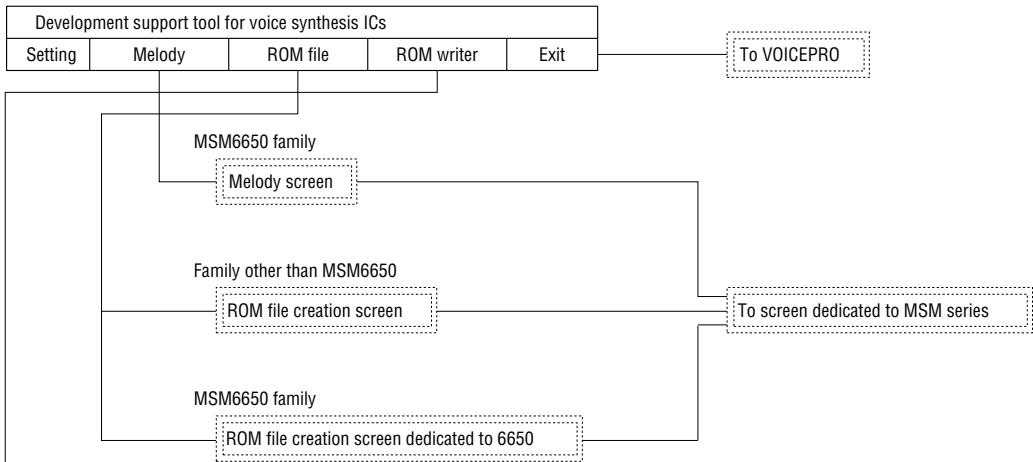 Development support tool for voice synthesis ICs
Setting Melody ROM file ROM writer Exit
To VOICEPRO
MSM6650 family
Melody screen
Family other than MSM6650
ROM file creation screen
To screen dedicated to MSM series
MSM6650 family
ROM file creation screen dedicated to 6650